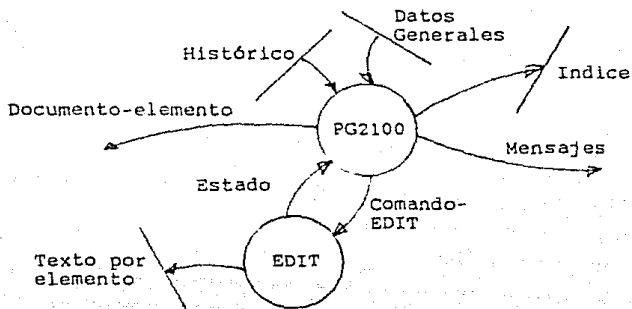 Datos
Generales
Histórico
Indice
Documento-elemento
PG2100
Mensajes
Estado
Comando-
EDIT
EDIT
Texto por
elemento